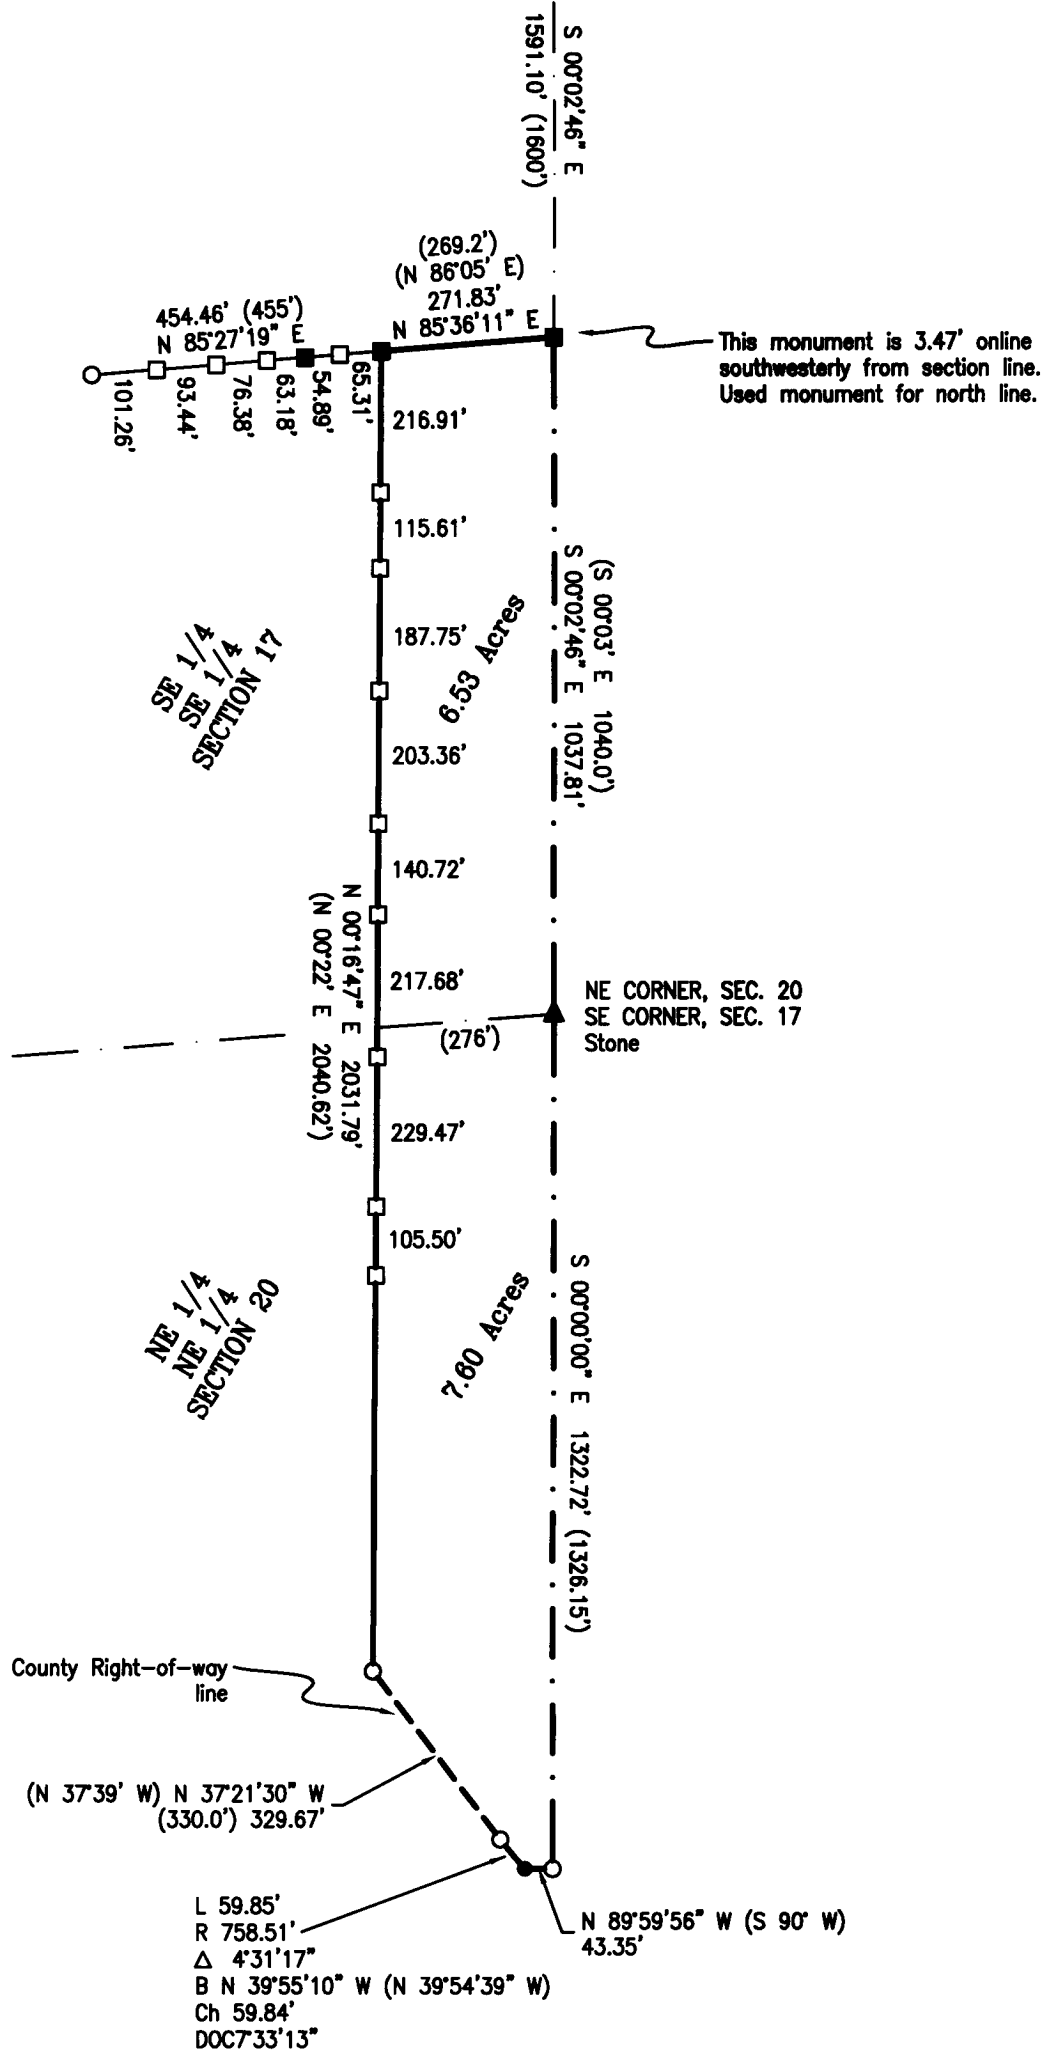 S 00°02'46" E
1591.10' (1600')
(269.2')
(N 86°05' E)
271.83'
N 85°36'11" E
454.46' (455')
N 85°27'19" E
101.26'
93.44'
76.38'
63.18'
54.89'
65.31'
This monument is 3.47' online
southwesterly from section line.
Used monument for north line.
216.91'
115.61'
187.75'
203.36'
140.72'
217.68'
229.47'
105.50'
(S 00°03' E 1040.0')
S 00°02'46" E 1037.81'
6.53 Acres
SE 1/4
SE 1/4
SECTION 17
N 00°16'47" E 2031.79'
(N 00°22' E 2040.62')
NE CORNER, SEC. 20
SE CORNER, SEC. 17
Stone
(276')
NE 1/4
NE 1/4
SECTION 20
7.60 Acres
S 00°00'00" E 1322.72' (1326.15')
County Right-of-way
line
(N 37°39' W) N 37°21'30" W
(330.0') 329.67'
L 59.85'
R 758.51'
Δ 4°31'17"
B N 39°55'10" W (N 39°54'39" W)
Ch 59.84'
DOC7°33'13"
N 89°59'56" W (S 90° W)
43.35'